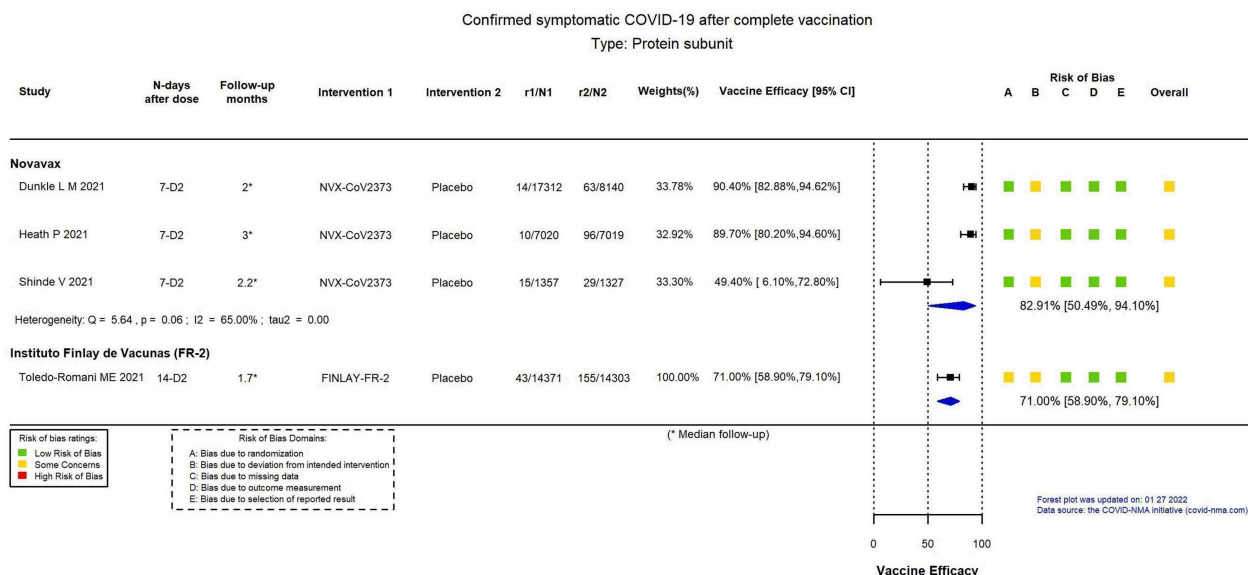 Confirmed symptomatic COVID-19 after complete vaccination
Type: Protein subunit
Risk of Bias
Study N-days after dose Follow-up months Intervention 1 Intervention 2 r1/N1 r2/N2 Weights(%) Vaccine Efficacy [95% CI] A B C D E Overall
Novavax
Dunkle L M 2021 7-D2 2* NVX-CoV2373 Placebo 14/17312 63/8140 33.78% 90.40% [82.88%,94.62%]
Heath P 2021 7-D2 3* NVX-CoV2373 Placebo 10/7020 96/7019 32.92% 89.70% [80.20%,94.60%]
Shinde V 2021 7-D2 2.2* NVX-CoV2373 Placebo 15/1357 29/1327 33.30% 49.40% [ 6.10%,72.80%]
82.91% [50.49%, 94.10%]
Heterogeneity: Q = 5.64 , p = 0.06 ; I2 = 65.00% ; tau2 = 0.00
Instituto Finlay de Vacunas (FR-2)
Toledo-Romani ME 2021 14-D2 1.7* FINLAY-FR-2 Placebo 43/14371 155/14303 100.00% 71.00% [58.90%,79.10%]
71.00% [58.90%, 79.10%]
(* Median follow-up)
Risk of bias ratings:
Low Risk of Bias
Some Concerns
High Risk of Bias
Risk of Bias Domains:
A: Bias due to randomization
B: Bias due to deviation from intended intervention
C: Bias due to missing data
D: Bias due to outcome measurement
E: Bias due to selection of reported result
Forest plot was updated on: 01 27 2022
Data source: the COVID-NMA initiative (covid-nma.com)
0 50 100
Vaccine Efficacy